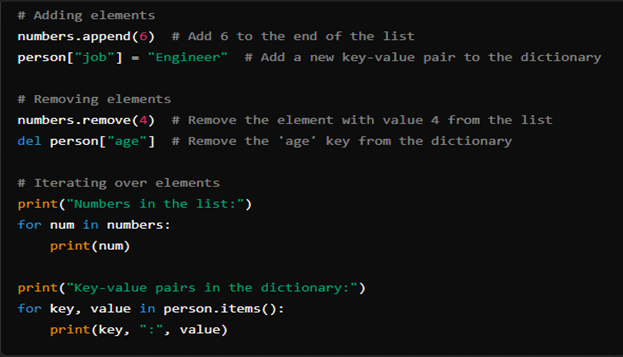 # Adding elements
numbers.append(6)  # Add 6 to the end of the list
person["job"] = "Engineer"  # Add a new key-value pair to the dictionary
# Removing elements
numbers.remove(4)  # Remove the element with value 4 from the list
del person["age"]  # Remove the 'age' key from the dictionary
# Iterating over elements
print("Numbers in the list:")
for num in numbers:
    print(num)
print("Key-value pairs in the dictionary:")
for key, value in person.items():
    print(key, ":", value)